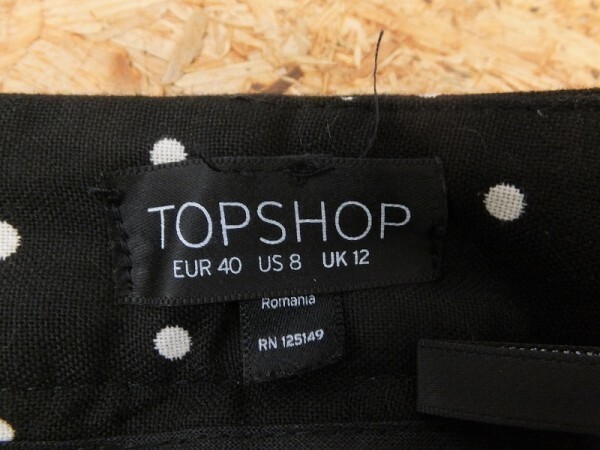 TOPSHOP
EUR 40 US 8 UK 12
Romania
RN 125149